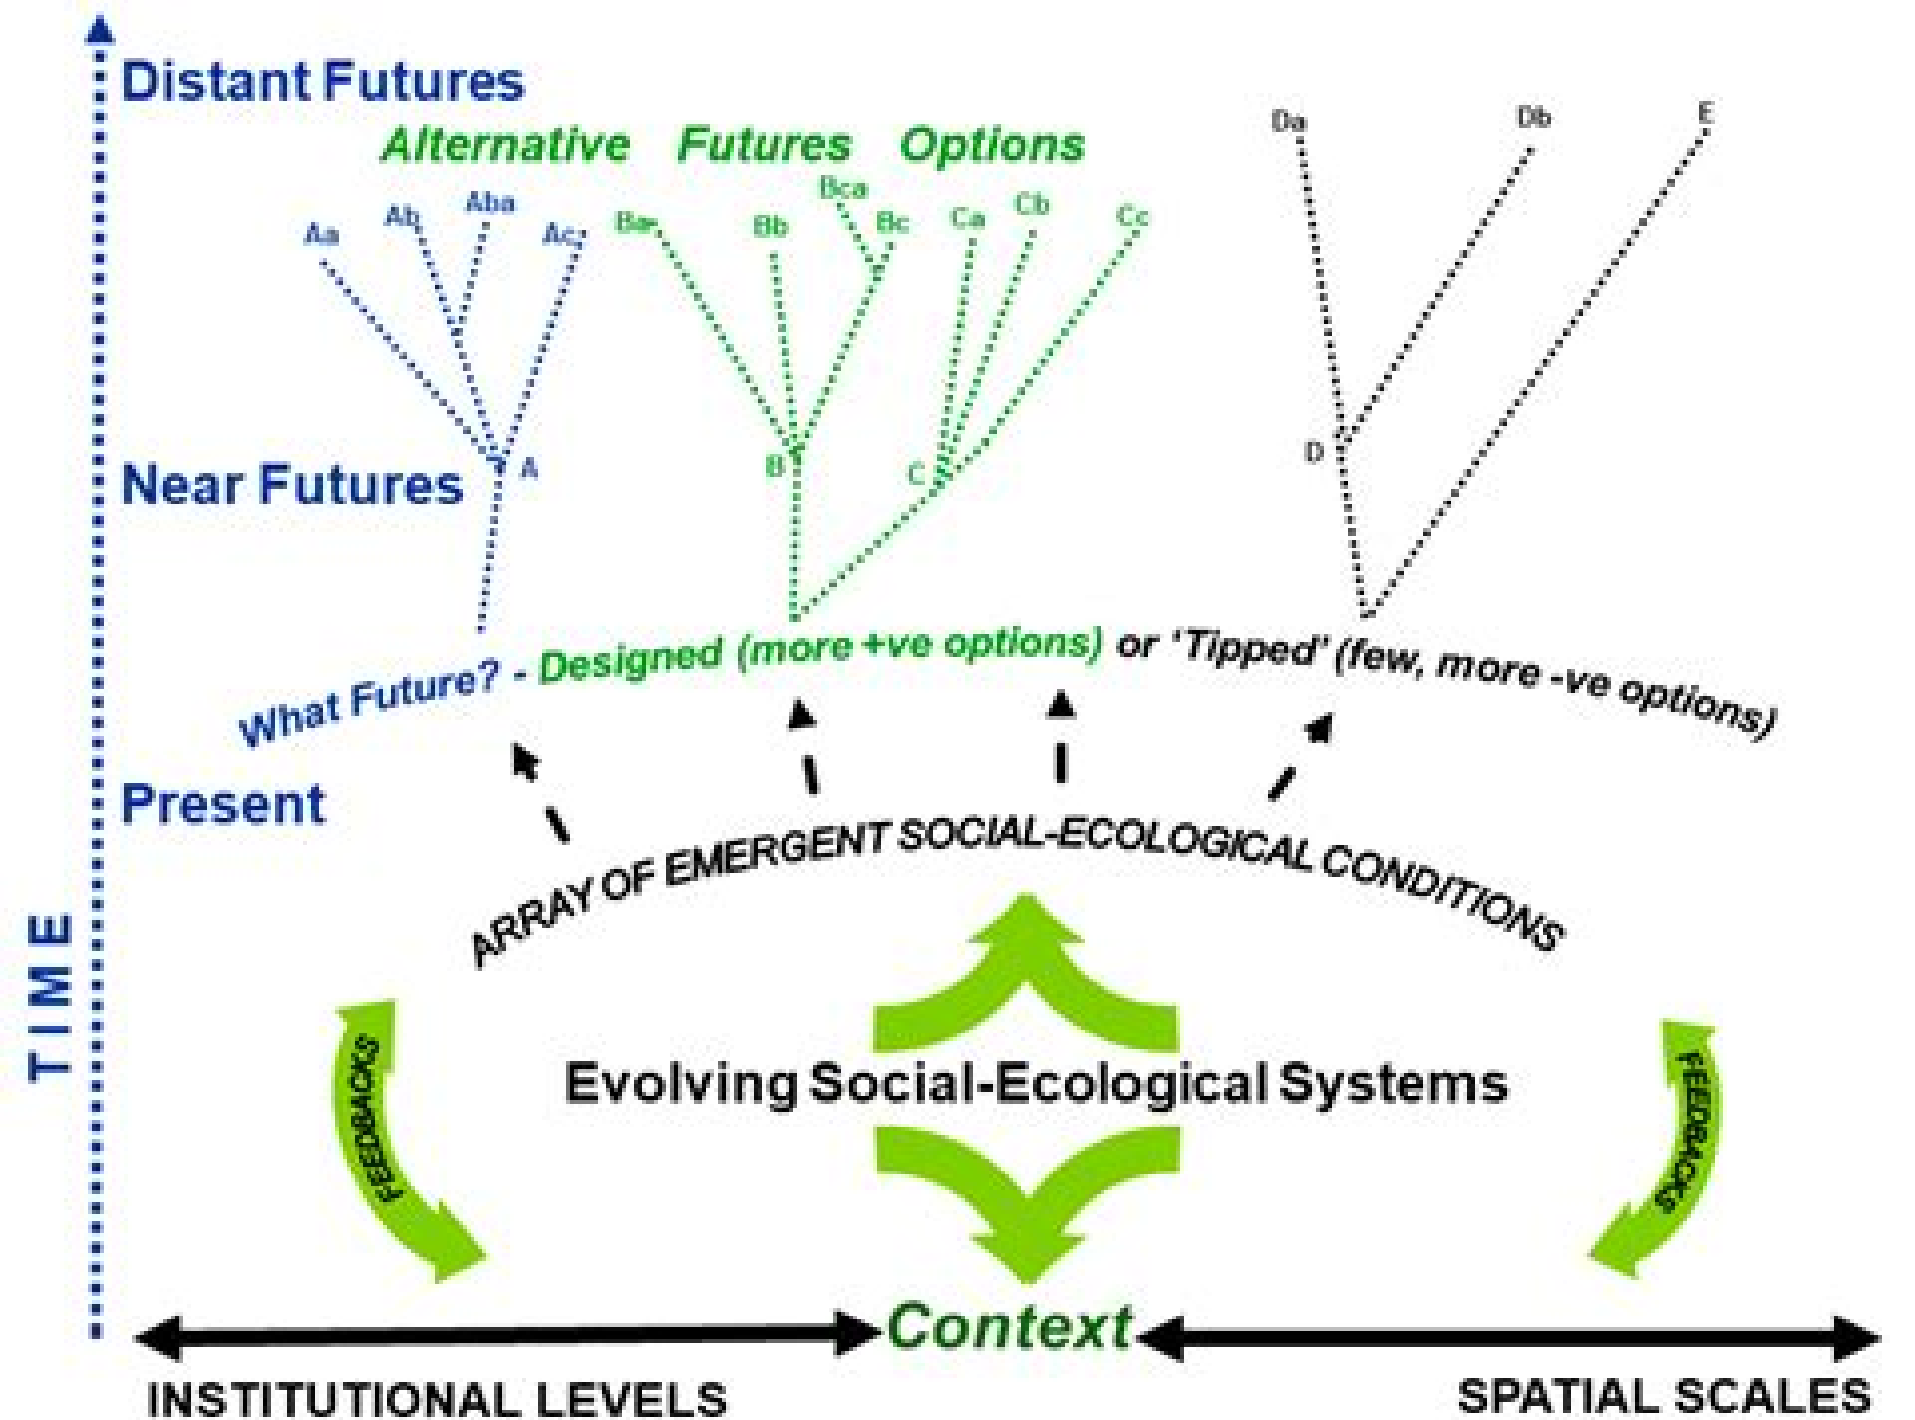 Distant Futures
Alternative Futures Options
Da
Db
E
Aa
Ab
Aba
Ac
Ba
Bb
Bca
Bc
Ca
Cb
Cc
Near Futures
A
B
C
D
What Future? - Designed (more +ve options) or ‘Tipped’ (few, more -ve options)
Present
ARRAY OF EMERGENT SOCIAL-ECOLOGICAL CONDITIONS
TIME
FEEDBACKS
Evolving Social-Ecological Systems
FEEDBACKS
Context
INSTITUTIONAL LEVELS
SPATIAL SCALES